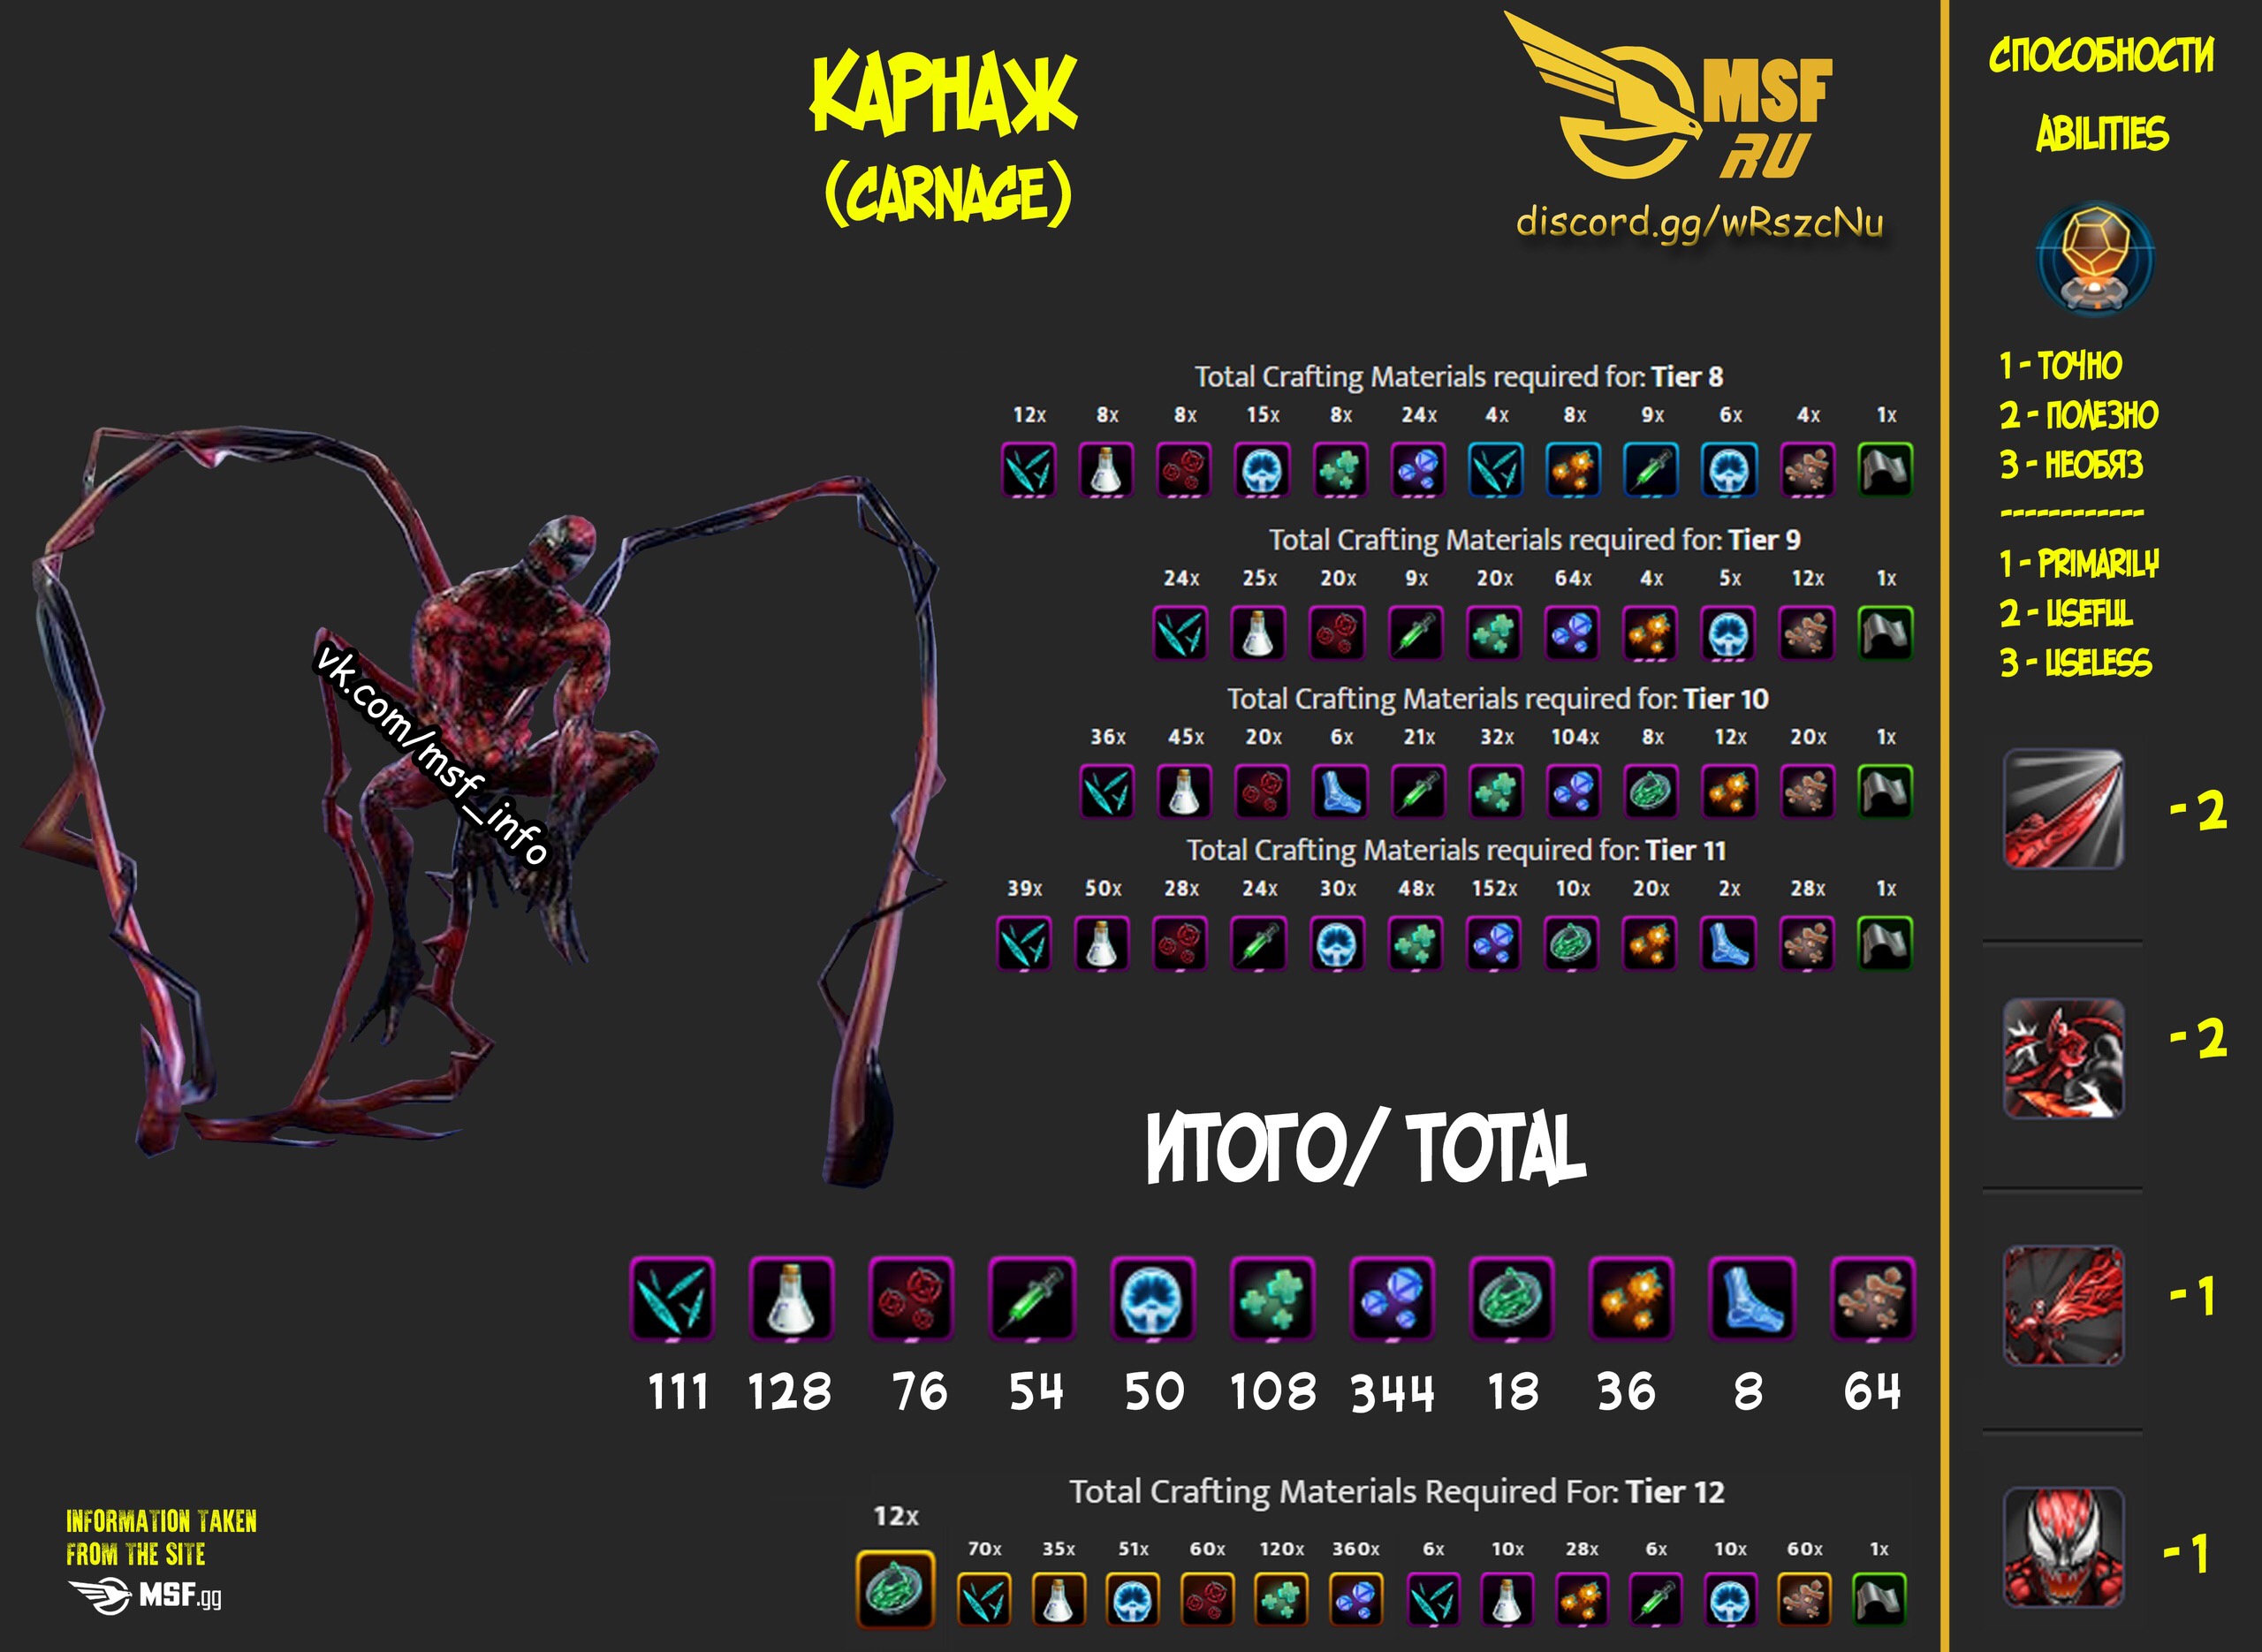 КАРНАЖ
(CARNAGE)
MSF
RU
discord.gg/wRszcNu
Total Crafting Materials required for: Tier 8
12x 8x 8x 15x 8x 24x 4x 8x 9x 6x 4x 1x
Total Crafting Materials required for: Tier 9
24x 25x 20x 9x 20x 64x 4x 5x 12x 1x
Total Crafting Materials required for: Tier 10
36x 45x 20x 6x 21x 32x 104x 8x 12x 20x 1x
Total Crafting Materials required for: Tier 11
39x 50x 28x 24x 30x 48x 152x 10x 20x 2x 28x 1x
vk.com/msf_info
ИТОГО/ TOTAL
111 128 76 54 50 108 344 18 36 8 64
Total Crafting Materials Required For: Tier 12
12x 70x 35x 51x 60x 120x 360x 6x 10x 28x 6x 10x 60x 1x
INFORMATION TAKEN
FROM THE SITE
MSF.gg
СПОСОБНОСТИ
ABILITIES
1 - ТОЧНО
2 - ПОЛЕЗНО
3 - НЕОБЯЗ
------------
1 - PRIMARILY
2 - USEFUL
3 - USELESS
- 2
- 2
- 1
- 1